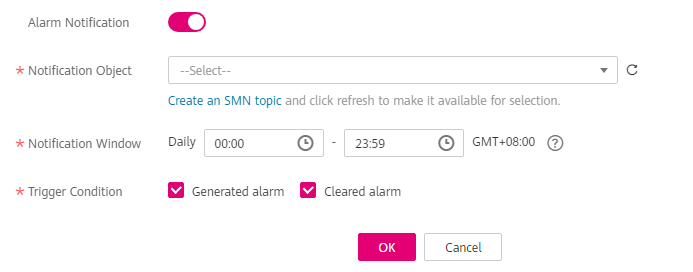 Alarm Notification
* Notification Object --Select--
Create an SMN topic and click refresh to make it available for selection.
* Notification Window Daily 00:00 - 23:59 GMT+08:00 ?
* Trigger Condition Generated alarm Cleared alarm
OK Cancel